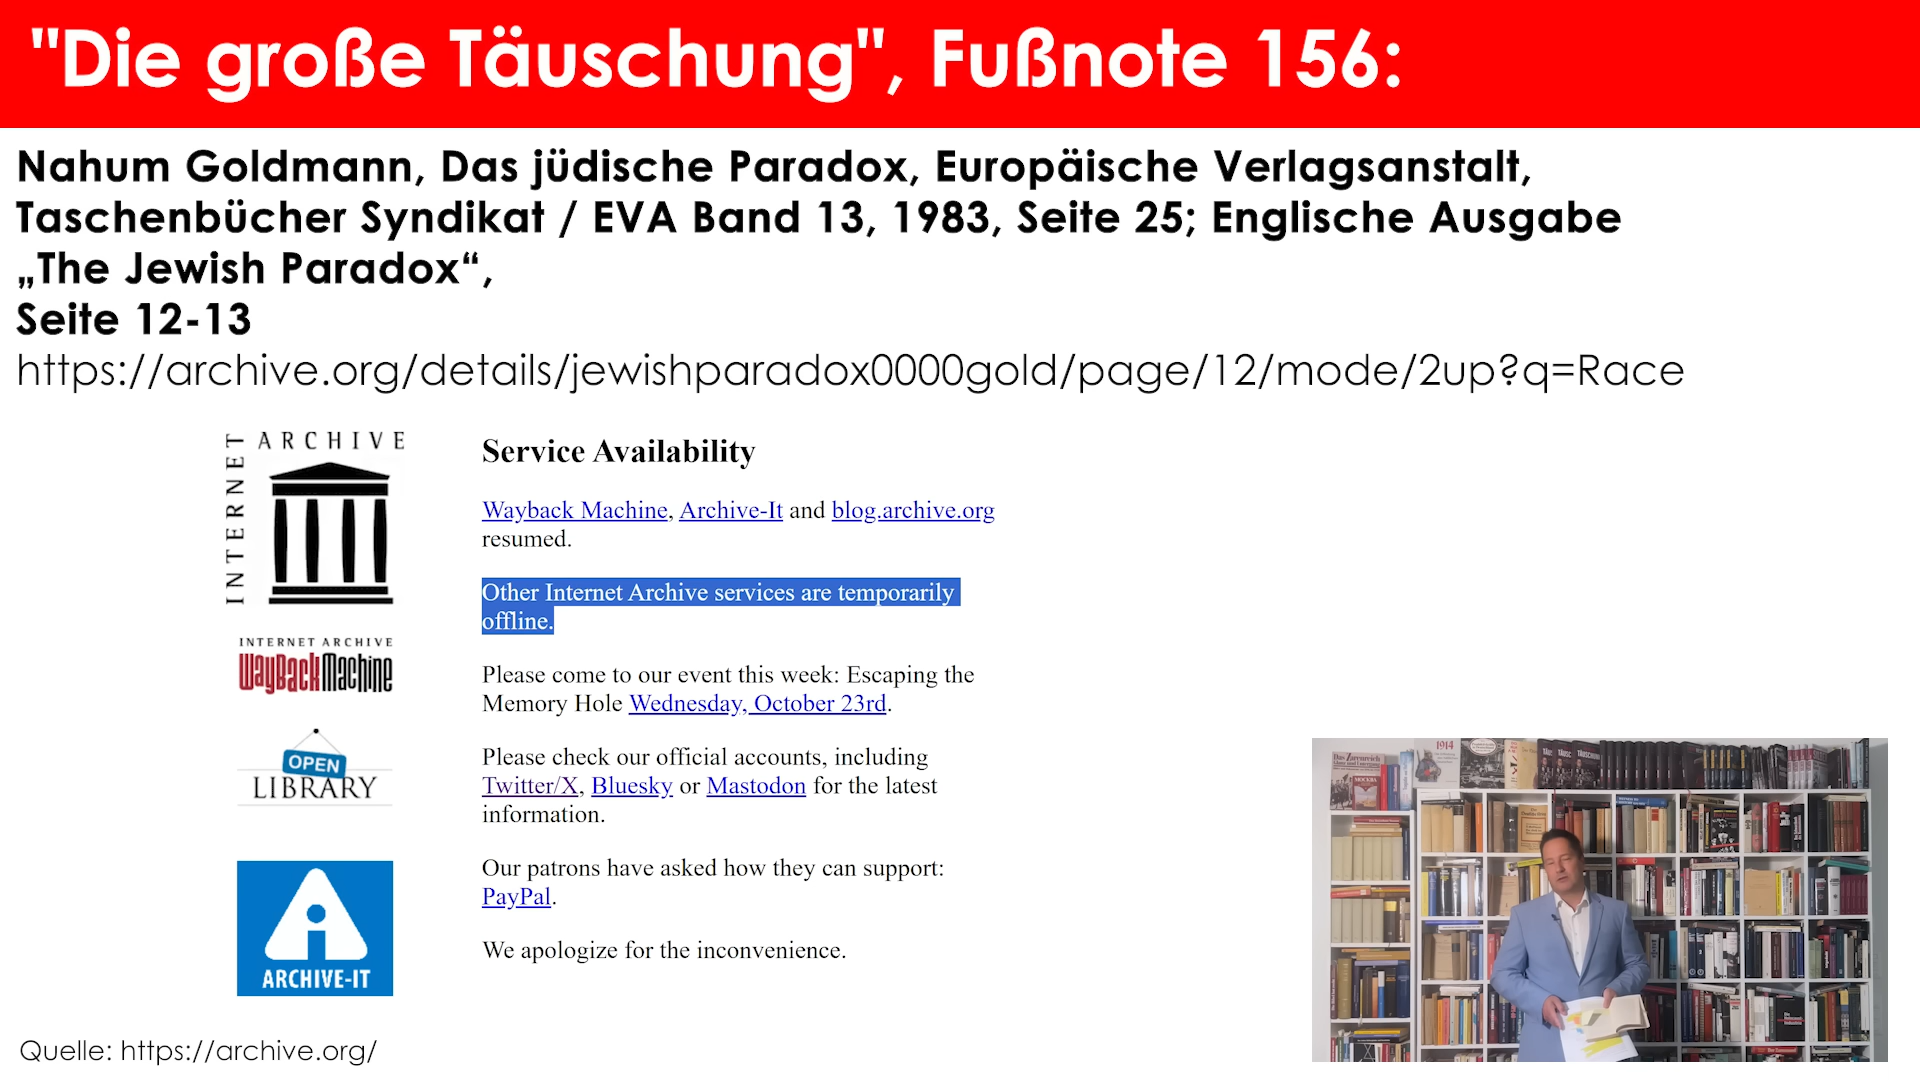 "Die große Täuschung", Fußnote 156:
Nahum Goldmann, Das jüdische Paradox, Europäische Verlagsanstalt,
Taschenbücher Syndikat / EVA Band 13, 1983, Seite 25; Englische Ausgabe
„The Jewish Paradox“,
Seite 12-13
https://archive.org/details/jewishparadox0000gold/page/12/mode/2up?q=Race
INTERNET ARCHIVE
INTERNET ARCHIVE
WayBackMachine
OPEN
LIBRARY
ARCHIVE-IT
Service Availability
Wayback Machine, Archive-It and blog.archive.org
resumed.
Other Internet Archive services are temporarily
offline.
Please come to our event this week: Escaping the
Memory Hole Wednesday, October 23rd.
Please check our official accounts, including
Twitter/X, Bluesky or Mastodon for the latest
information.
Our patrons have asked how they can support:
PayPal.
We apologize for the inconvenience.
1914
Das Zarenreich
Quelle: https://archive.org/